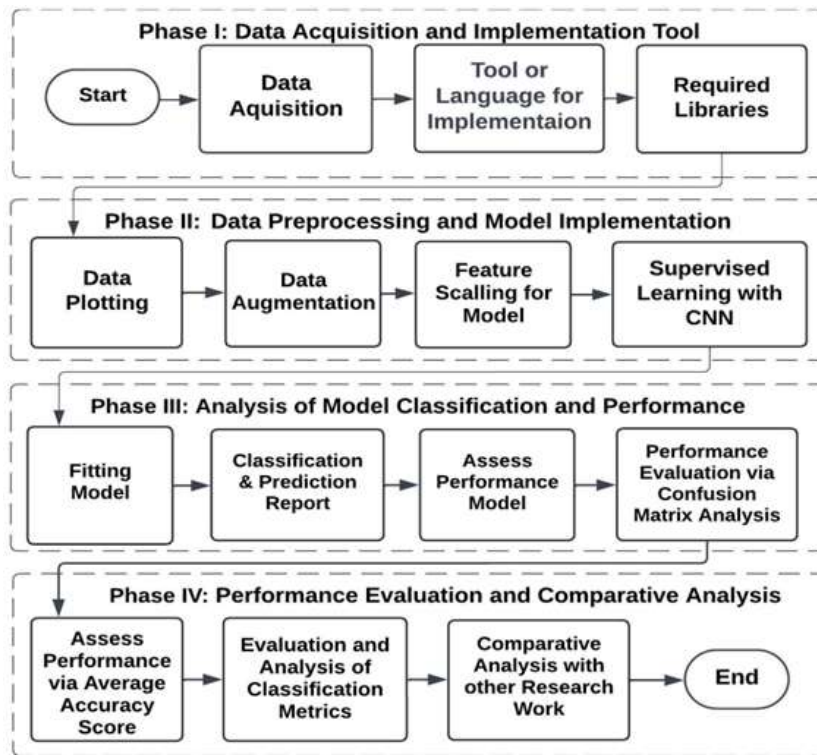 Phase I: Data Acquisition and Implementation Tool
Start
Data
Aquisition
Tool or
Language for
Implementaion
Required
Libraries
Phase II: Data Preprocessing and Model Implementation
Data
Plotting
Data
Augmentation
Feature
Scalling for
Model
Supervised
Learning with
CNN
Phase III: Analysis of Model Classification and Performance
Fitting
Model
Classification
& Prediction
Report
Assess
Performance
Model
Performance
Evaluation via
Confusion
Matrix Analysis
Phase IV: Performance Evaluation and Comparative Analysis
Assess
Performance
via Average
Accuracy
Score
Evaluation and
Analysis of
Classification
Metrics
Comparative
Analysis with
other Research
Work
End